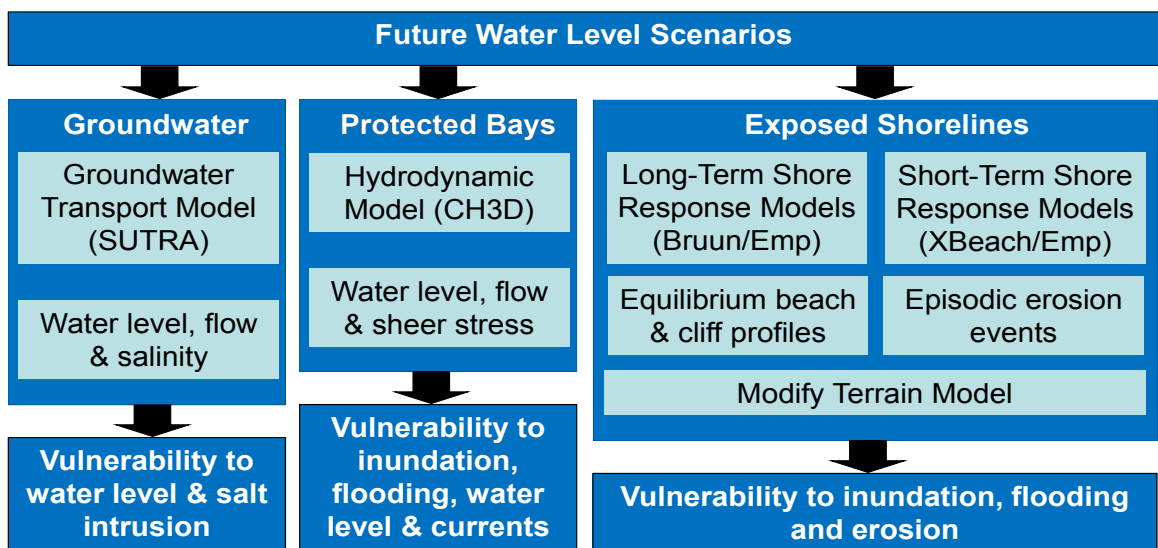 Future Water Level Scenarios
Groundwater
Groundwater
Transport Model
(SUTRA)
Water level, flow
& salinity
Vulnerability to
water level & salt
intrusion
Protected Bays
Hydrodynamic
Model (CH3D)
Water level, flow
& sheer stress
Vulnerability to
inundation,
flooding, water
level & currents
Exposed Shorelines
Long-Term Shore
Response Models
(Bruun/Emp)
Short-Term Shore
Response Models
(XBeach/Emp)
Equilibrium beach
& cliff profiles
Episodic erosion
events
Modify Terrain Model
Vulnerability to inundation, flooding
and erosion